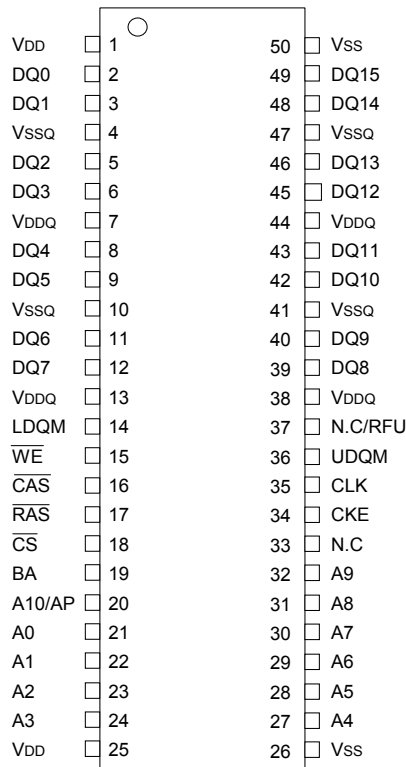 VDD 1 50 VSS
DQ0 2 49 DQ15
DQ1 3 48 DQ14
VSSQ 4 47 VSSQ
DQ2 5 46 DQ13
DQ3 6 45 DQ12
VDDQ 7 44 VDDQ
DQ4 8 43 DQ11
DQ5 9 42 DQ10
VSSQ 10 41 VSSQ
DQ6 11 40 DQ9
DQ7 12 39 DQ8
VDDQ 13 38 VDDQ
LDQM 14 37 N.C/RFU
W̅E̅ 15 36 UDQM
C̅A̅S̅ 16 35 CLK
R̅A̅S̅ 17 34 CKE
C̅S̅ 18 33 N.C
BA 19 32 A9
A10/AP 20 31 A8
A0 21 30 A7
A1 22 29 A6
A2 23 28 A5
A3 24 27 A4
VDD 25 26 VSS